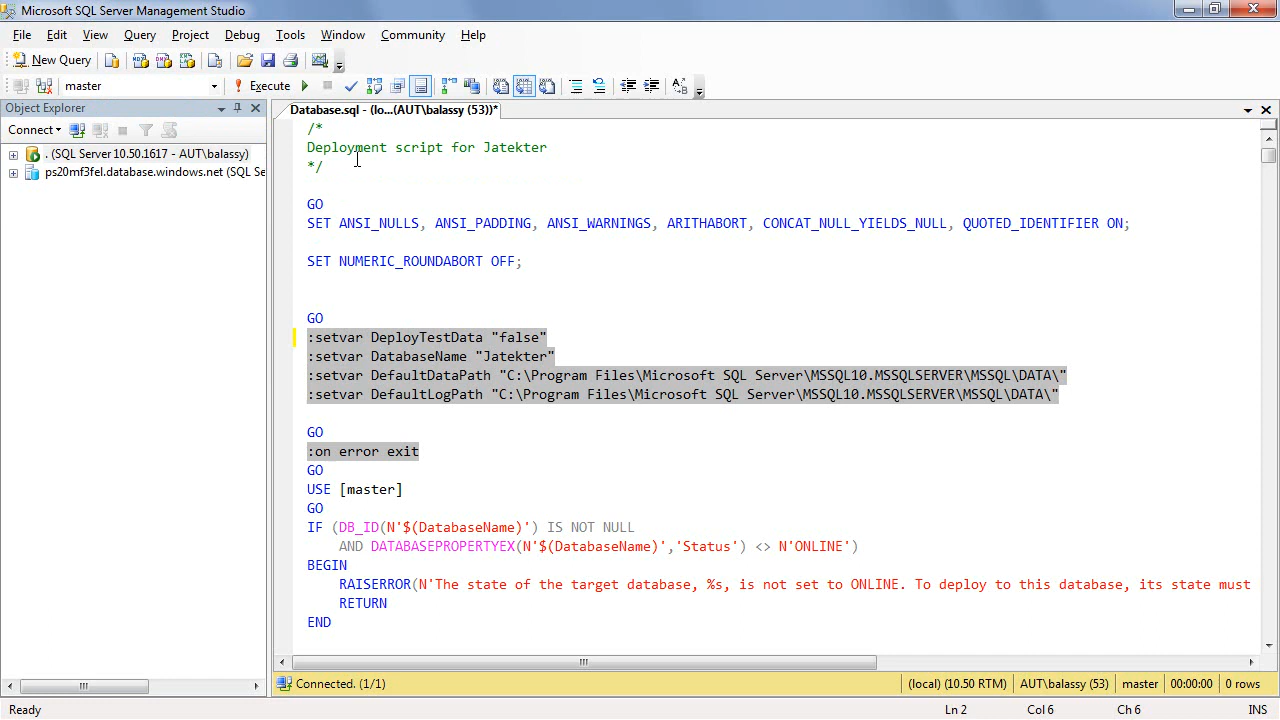 Microsoft SQL Server Management Studio
File Edit View Query Project Debug Tools Window Community Help
New Query
master Execute
Object Explorer
Connect
. (SQL Server 10.50.1617 - AUT\balassy)
ps20mf3fel.database.windows.net (SQL Se
Database.sql - (lo...(AUT\balassy (53))*
/*
Deployment script for Jatekter
*/
GO
SET ANSI_NULLS, ANSI_PADDING, ANSI_WARNINGS, ARITHABORT, CONCAT_NULL_YIELDS_NULL, QUOTED_IDENTIFIER ON;
SET NUMERIC_ROUNDABORT OFF;
GO
:setvar DeployTestData "false"
:setvar DatabaseName "Jatekter"
:setvar DefaultDataPath "C:\Program Files\Microsoft SQL Server\MSSQL10.MSSQLSERVER\MSSQL\DATA\"
:setvar DefaultLogPath "C:\Program Files\Microsoft SQL Server\MSSQL10.MSSQLSERVER\MSSQL\DATA\"
GO
:on error exit
GO
USE [master]
GO
IF (DB_ID(N'$(DatabaseName)') IS NOT NULL
AND DATABASEPROPERTYEX(N'$(DatabaseName)','Status') <> N'ONLINE')
BEGIN
RAISERROR(N'The state of the target database, %s, is not set to ONLINE. To deploy to this database, its state must
RETURN
END
Connected. (1/1) (local) (10.50 RTM) AUT\balassy (53) master 00:00:00 0 rows
Ready Ln 2 Col 6 Ch 6 INS